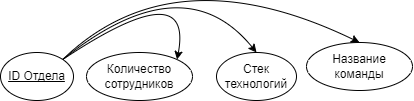 ID Отдела
Количество
сотрудников
Стек
технологий
Название
команды